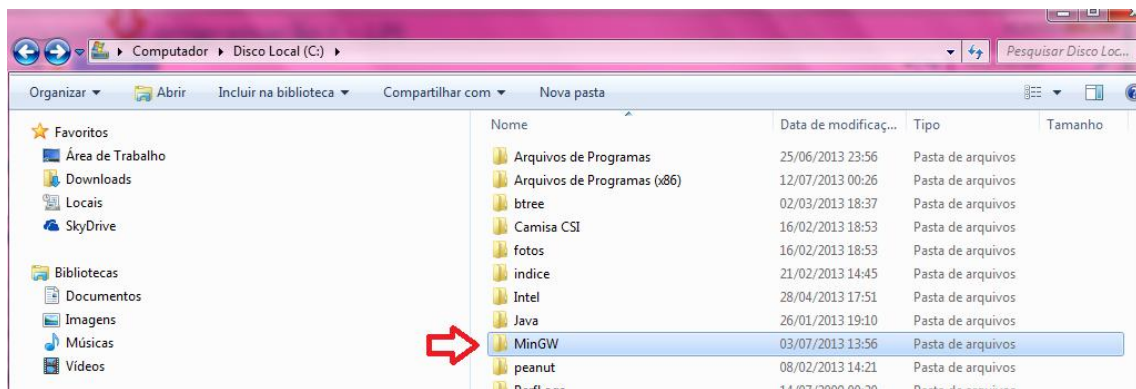 Computador ▸ Disco Local (C:) ▸ Pesquisar Disco Loc...
Organizar Abrir Incluir na biblioteca Compartilhar com Nova pasta
Nome Data de modificaç... Tipo Tamanho
Favoritos
Área de Trabalho
Downloads
Locais
SkyDrive
Bibliotecas
Documentos
Imagens
Músicas
Vídeos
Arquivos de Programas 25/06/2013 23:56 Pasta de arquivos
Arquivos de Programas (x86) 12/07/2013 00:26 Pasta de arquivos
btree 02/03/2013 18:37 Pasta de arquivos
Camisa CSI 16/02/2013 18:53 Pasta de arquivos
fotos 16/02/2013 18:53 Pasta de arquivos
indice 21/02/2013 14:45 Pasta de arquivos
Intel 28/04/2013 17:51 Pasta de arquivos
Java 26/01/2013 19:10 Pasta de arquivos
MinGW 03/07/2013 13:56 Pasta de arquivos
peanut 08/02/2013 14:21 Pasta de arquivos